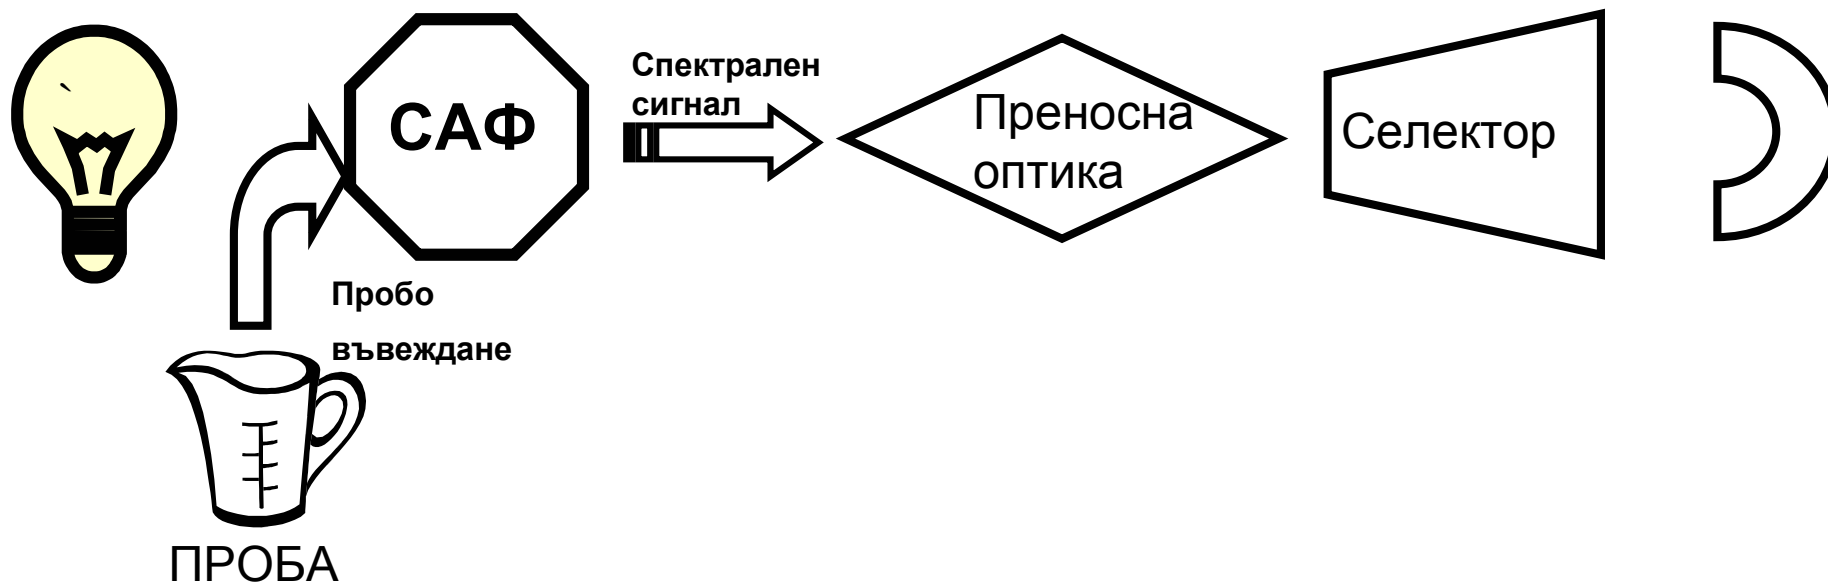 САФ
Спектрален
сигнал
Преносна
оптика
Селектор
Пробо
въвеждане
ПРОБА